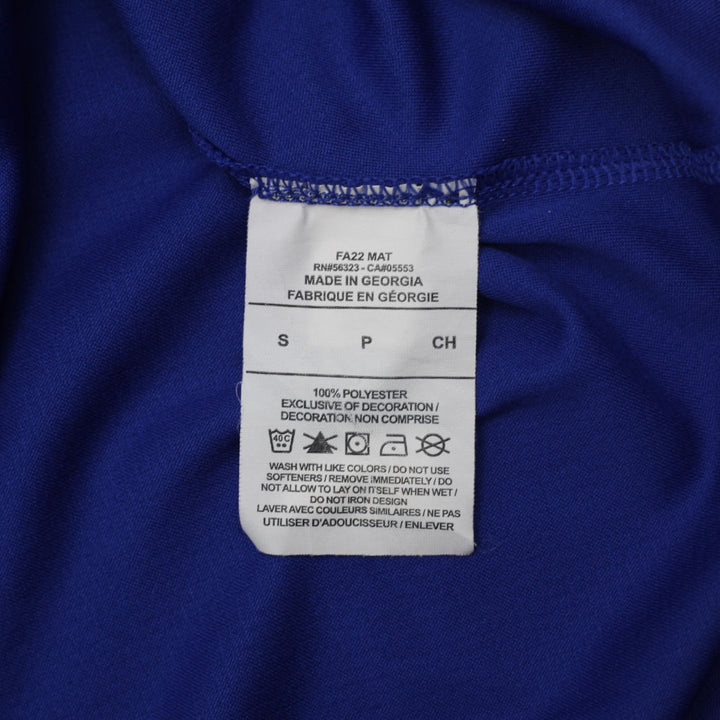 FA22 MAT
RN#56323 - CA#05553
MADE IN GEORGIA
FABRIQUE EN GÉORGIE
S P CH
100% POLYESTER
EXCLUSIVE OF DECORATION /
DECORATION NON COMPRISE
40C
WASH WITH LIKE COLORS / DO NOT USE
SOFTENERS / REMOVE IMMEDIATELY / DO
NOT ALLOW TO LAY ON ITSELF WHEN WET /
DO NOT IRON DESIGN
LAVER AVEC COULEURS SIMILAIRES / NE PAS
UTILISER D'ADOUCISSEUR / ENLEVER